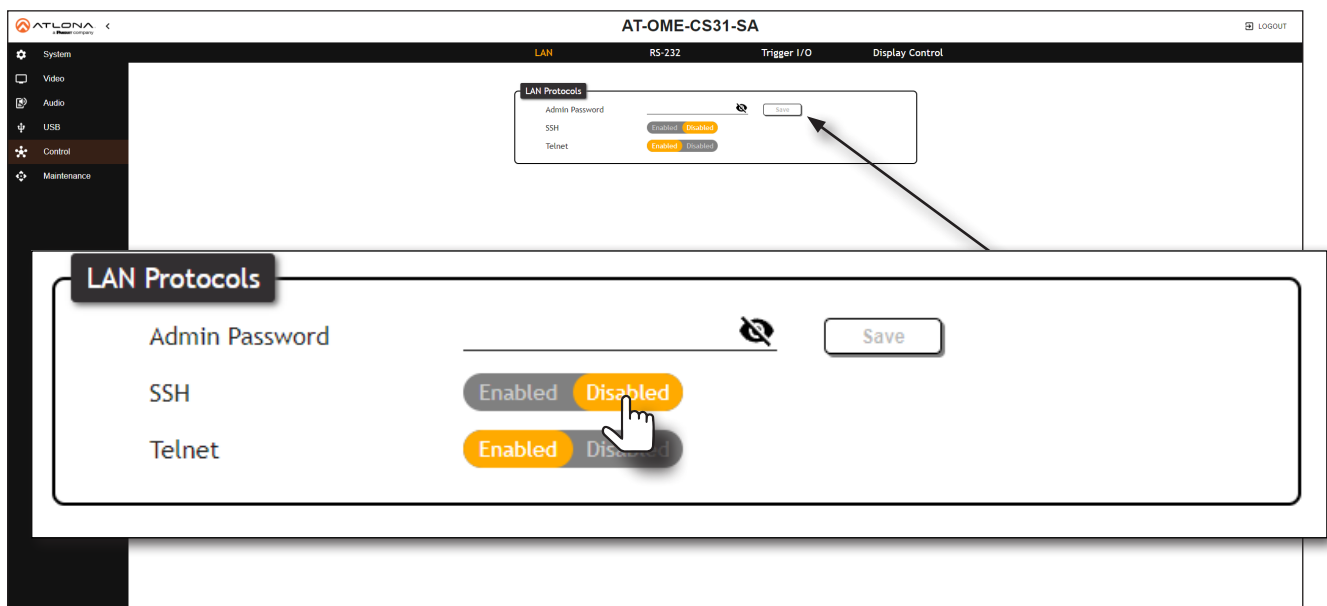 ATLONA
a Panduit company
AT-OME-CS31-SA
LOGOUT
System
Video
Audio
USB
Control
Maintenance
LAN RS-232 Trigger I/O Display Control
LAN Protocols
Admin Password Save
SSH Enabled Disabled
Telnet Enabled Disabled
LAN Protocols
Admin Password Save
SSH Enabled Disabled
Telnet Enabled Disabled